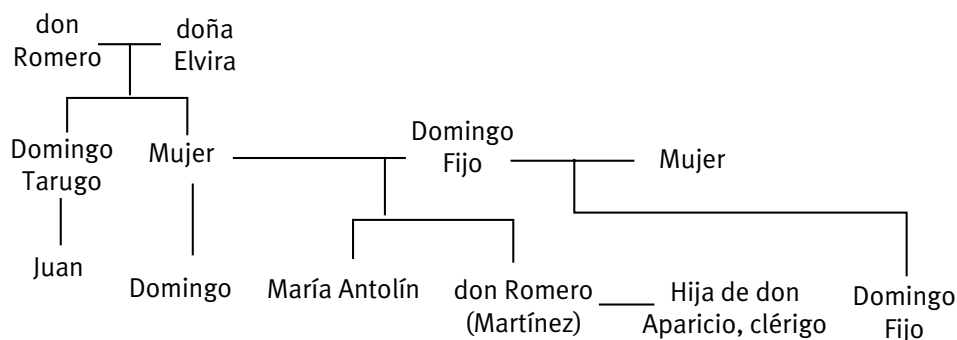 don
Romero
doña
Elvira
Domingo
Tarugo
Mujer
Domingo
Fijo
Mujer
Juan
Domingo
María Antolín
don Romero
(Martínez)
Hija de don
Aparicio, clérigo
Domingo
Fijo